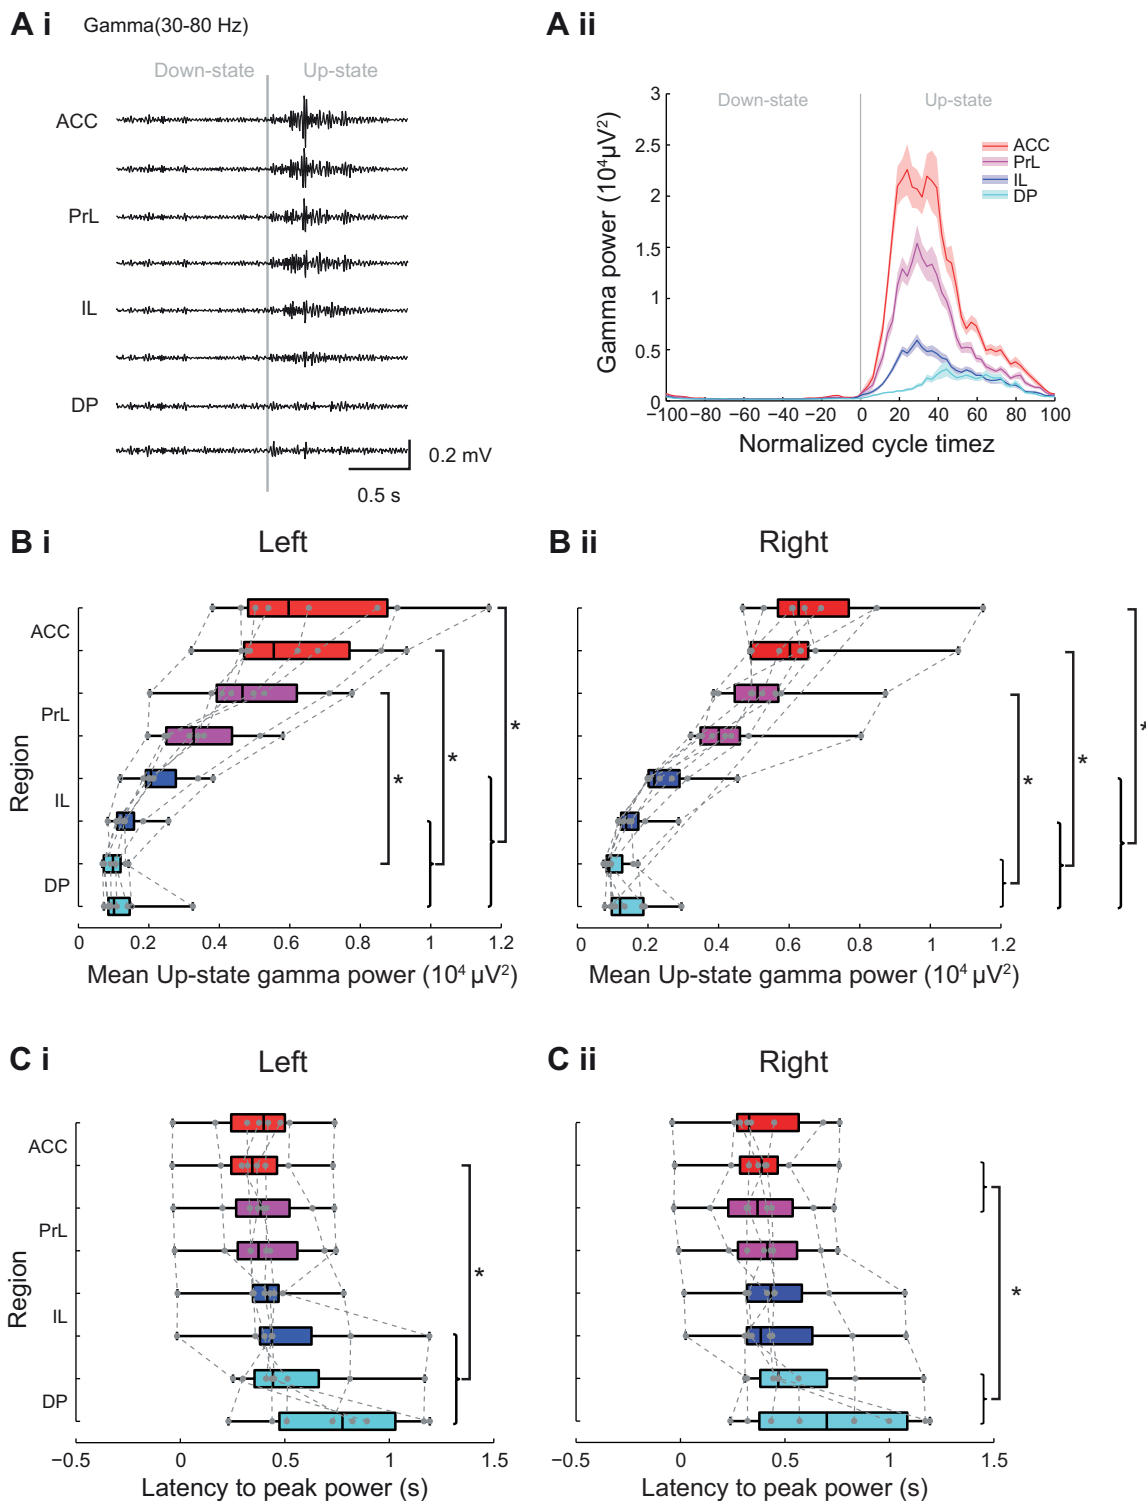 A i Gamma(30-80 Hz)
Down-state Up-state
ACC
PrL
IL
DP
0.2 mV
0.5 s
A ii
Down-state Up-state
Gamma power (10⁴µV²)
3
2.5
2
1.5
1
0.5
0
ACC
PrL
IL
DP
−100 −80 −60 −40 −20 0 20 40 60 80 100
Normalized cycle timez
B i Left
Region
ACC
PrL
IL
DP
* * *
0 0.2 0.4 0.6 0.8 1 1.2
Mean Up-state gamma power (10⁴ µV²)
B ii Right
* * *
0 0.2 0.4 0.6 0.8 1 1.2
Mean Up-state gamma power (10⁴ µV²)
C i Left
Region
ACC
PrL
IL
DP
*
−0.5 0 0.5 1 1.5
Latency to peak power (s)
C ii Right
*
−0.5 0 0.5 1 1.5
Latency to peak power (s)